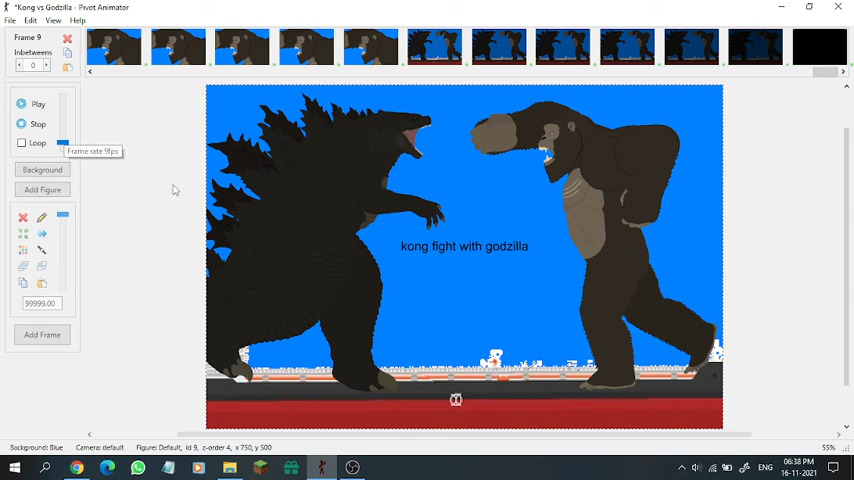 *Kong vs Godzilla - Pivot Animator
File Edit View Help
Frame 9
Inbetweens
0
Play
Stop
Loop
Frame rate 9fps
Background
Add Figure
99999.00
Add Frame
kong fight with godzilla
Background: Blue Camera: default Figure: Default, id 9, z-order 4, x 750, y 500
55%
ENG
06:38 PM
16-11-2021